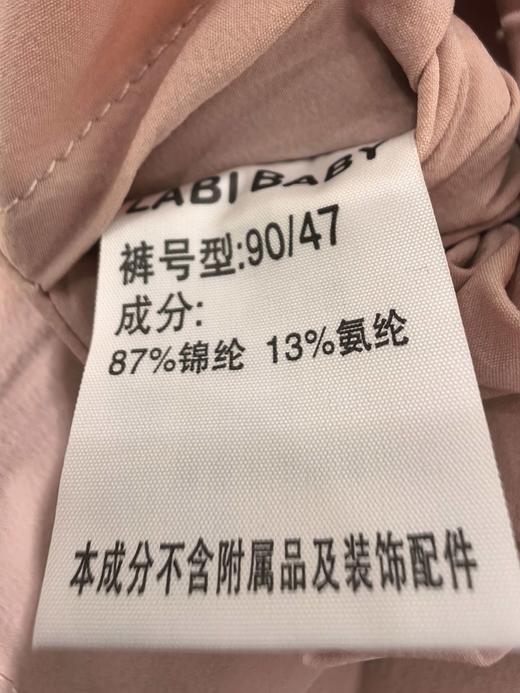 LABI BABY
裤号型:90/47
成分:
87%锦纶 13%氨纶
本成分不含附属品及装饰配件